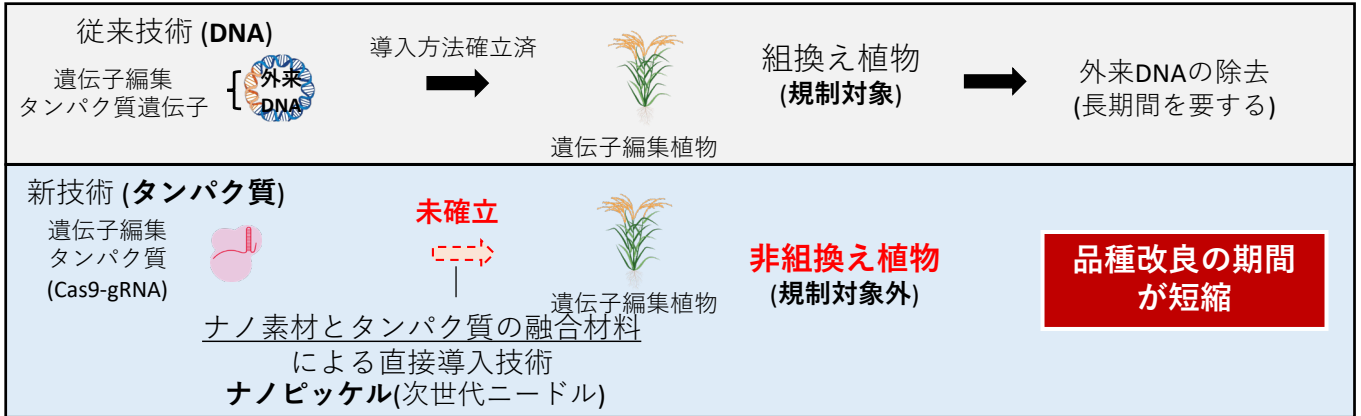 従来技術 (DNA)
遺伝子編集
タンパク質遺伝子
外来
DNA
導入方法確立済
遺伝子編集植物
組換え植物
(規制対象)
外来DNAの除去
(長期間を要する)
新技術 (タンパク質)
遺伝子編集
タンパク質
(Cas9-gRNA)
未確立
ナノ素材とタンパク質の融合材料
による直接導入技術
ナノピッケル(次世代ニードル)
遺伝子編集植物
非組換え植物
(規制対象外)
品種改良の期間
が短縮